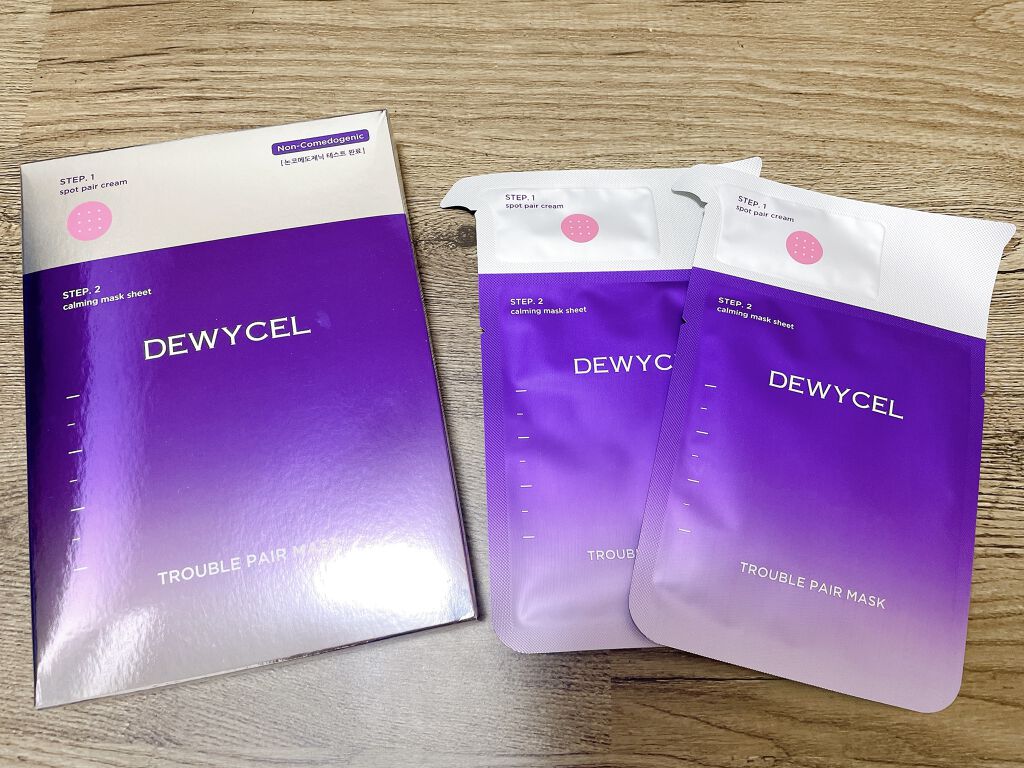 Non-Comedogenic
[논코메도제닉 테스트 완료]
STEP. 1
spot pair cream
STEP. 2
calming mask sheet
DEWYCEL
TROUBLE PAIR MASK
STEP. 1
spot pair cream
STEP. 2
calming mask sheet
DEWYC
TROUB
STEP. 1
spot pair cream
STEP. 2
calming mask sheet
DEWYCEL
TROUBLE PAIR MASK